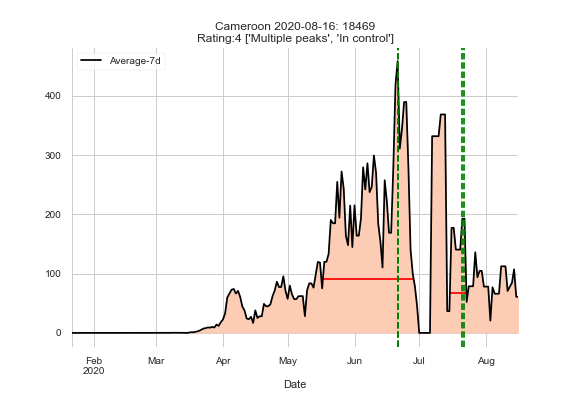 Cameroon 2020-08-16: 18469
Rating:4 ['Multiple peaks', 'In control']
Average-7d
400
300
200
100
0
Feb Mar Apr May Jun Jul Aug
2020
Date